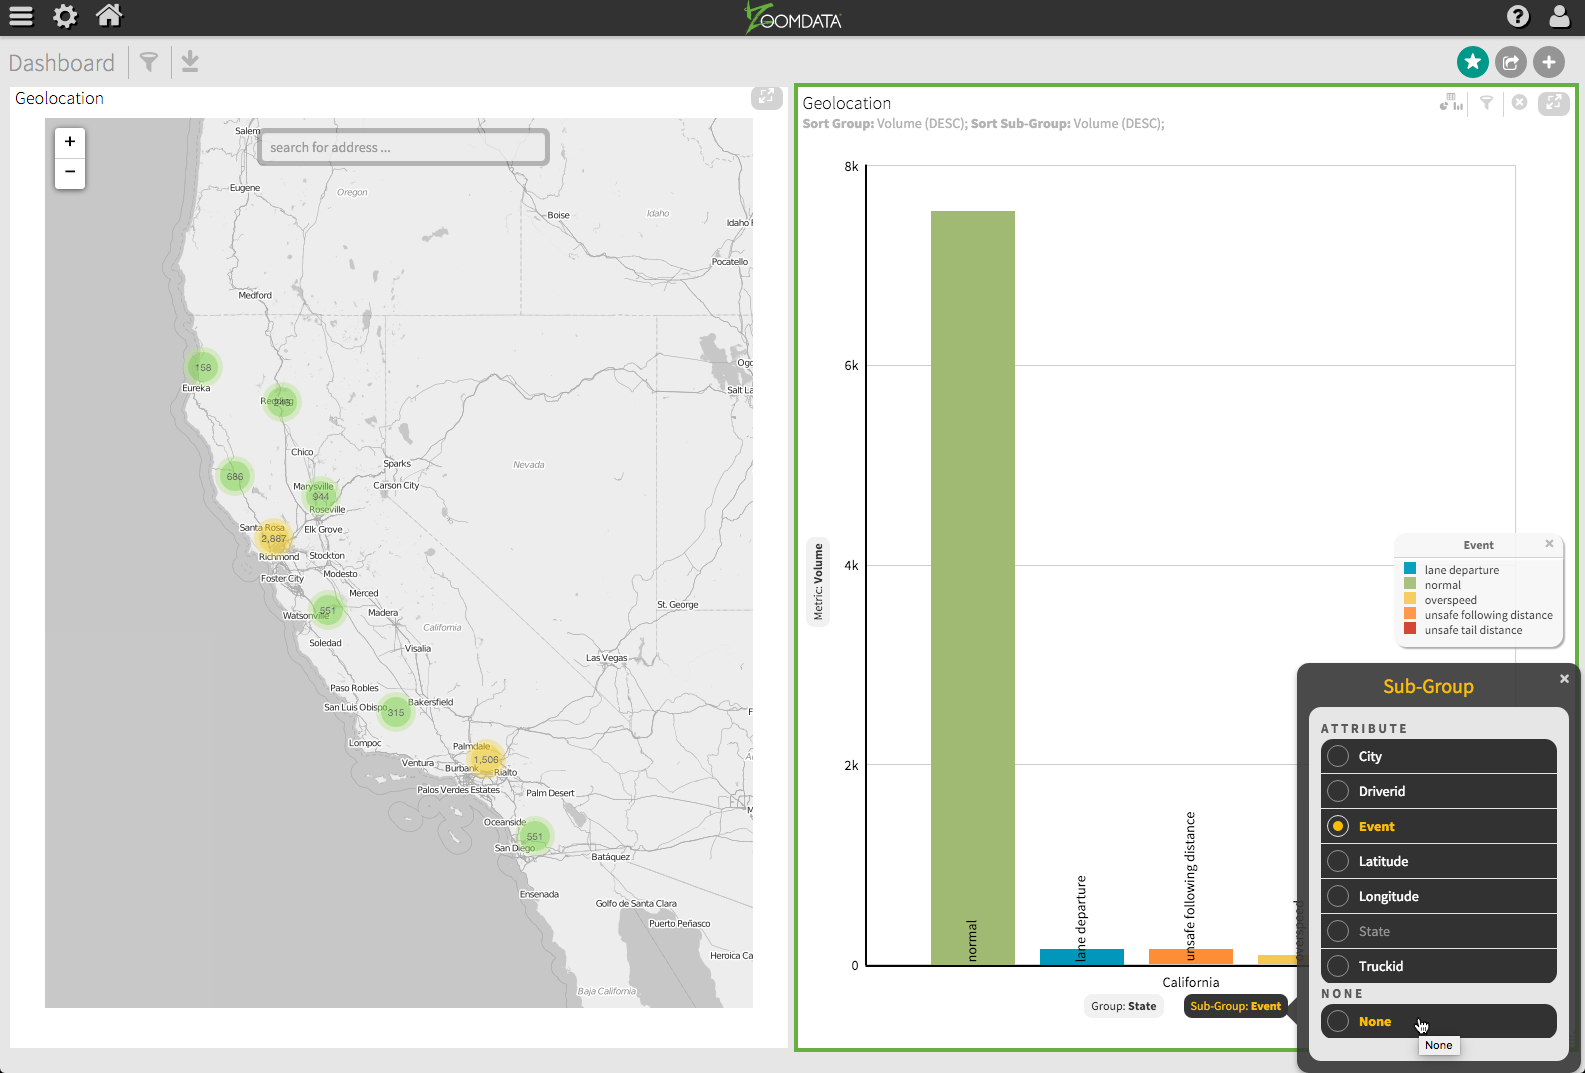 ZOOMDATA
?
Dashboard
Geolocation
+
−
search for address ...
Salem
Eugene
Oregon
Boise
Idaho
Idaho F
Pocatello
Medford
158
Eureka
Ogd
Salt La
Chico
Sparks
Nevada
686
Marysville
Carson City
944
Roseville
Santa Rosa
Elk Grove
2,887
Richmond
Stockton
Foster City
Modesto
Merced
St. George
551
Watsonville
Madera
California
Soledad
Visalia
Las Vegas
Paso Robles
San Luis Obispo
315
Bakersfield
F
Lompoc
Palmdale
A
1,506
Ventura
Burbank
Rialto
Palos Verdes Estates
Palm Desert
M
Oceanside
551
San Diego
Batáquez
Ensenada
Golfo de Santa Clara
Puerto Peñasco
Heroica Ca
Baja California
Geolocation
Sort Group: Volume (DESC); Sort Sub-Group: Volume (DESC);
8k
6k
4k
2k
0
Metric: Volume
normal
lane departure
unsafe following distance
overspeed
California
Group: State
Sub-Group: Event
Event
lane departure
normal
overspeed
unsafe following distance
unsafe tail distance
Sub-Group
ATTRIBUTE
City
Driverid
Event
Latitude
Longitude
State
Truckid
NONE
None
None